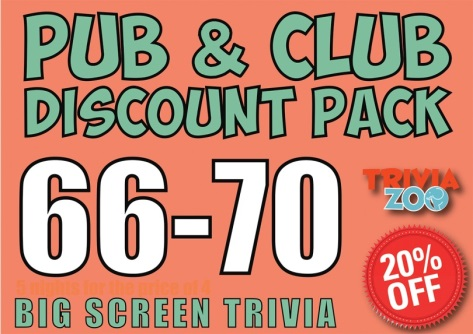 PUB & CLUB
DISCOUNT PACK
66-70
TRIVIA
ZOO
5 nights for the price of 4
20%
OFF
BIG SCREEN TRIVIA